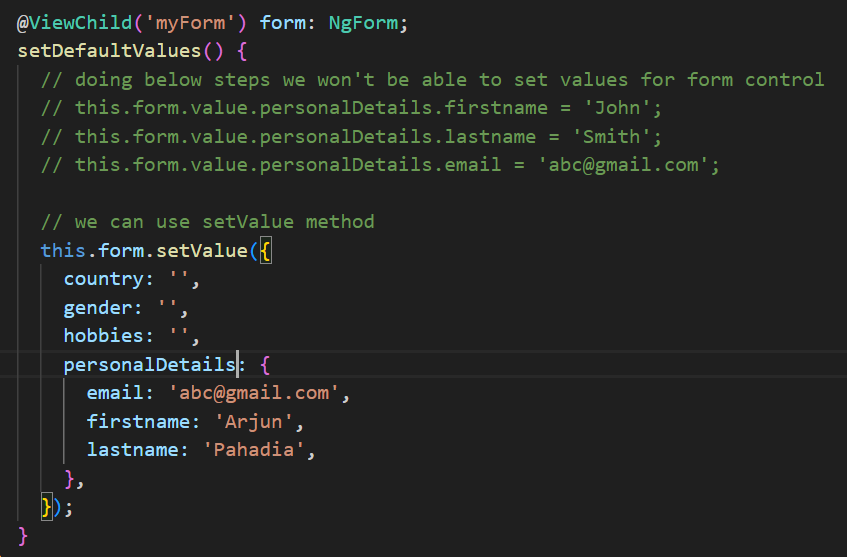 @ViewChild('myForm') form: NgForm;
setDefaultValues() {
  // doing below steps we won't be able to set values for form control
  // this.form.value.personalDetails.firstname = 'John';
  // this.form.value.personalDetails.lastname = 'Smith';
  // this.form.value.personalDetails.email = 'abc@gmail.com';

  // we can use setValue method
  this.form.setValue({
    country: '',
    gender: '',
    hobbies: '',
    personalDetails: {
      email: 'abc@gmail.com',
      firstname: 'Arjun',
      lastname: 'Pahadia',
    },
  });
}